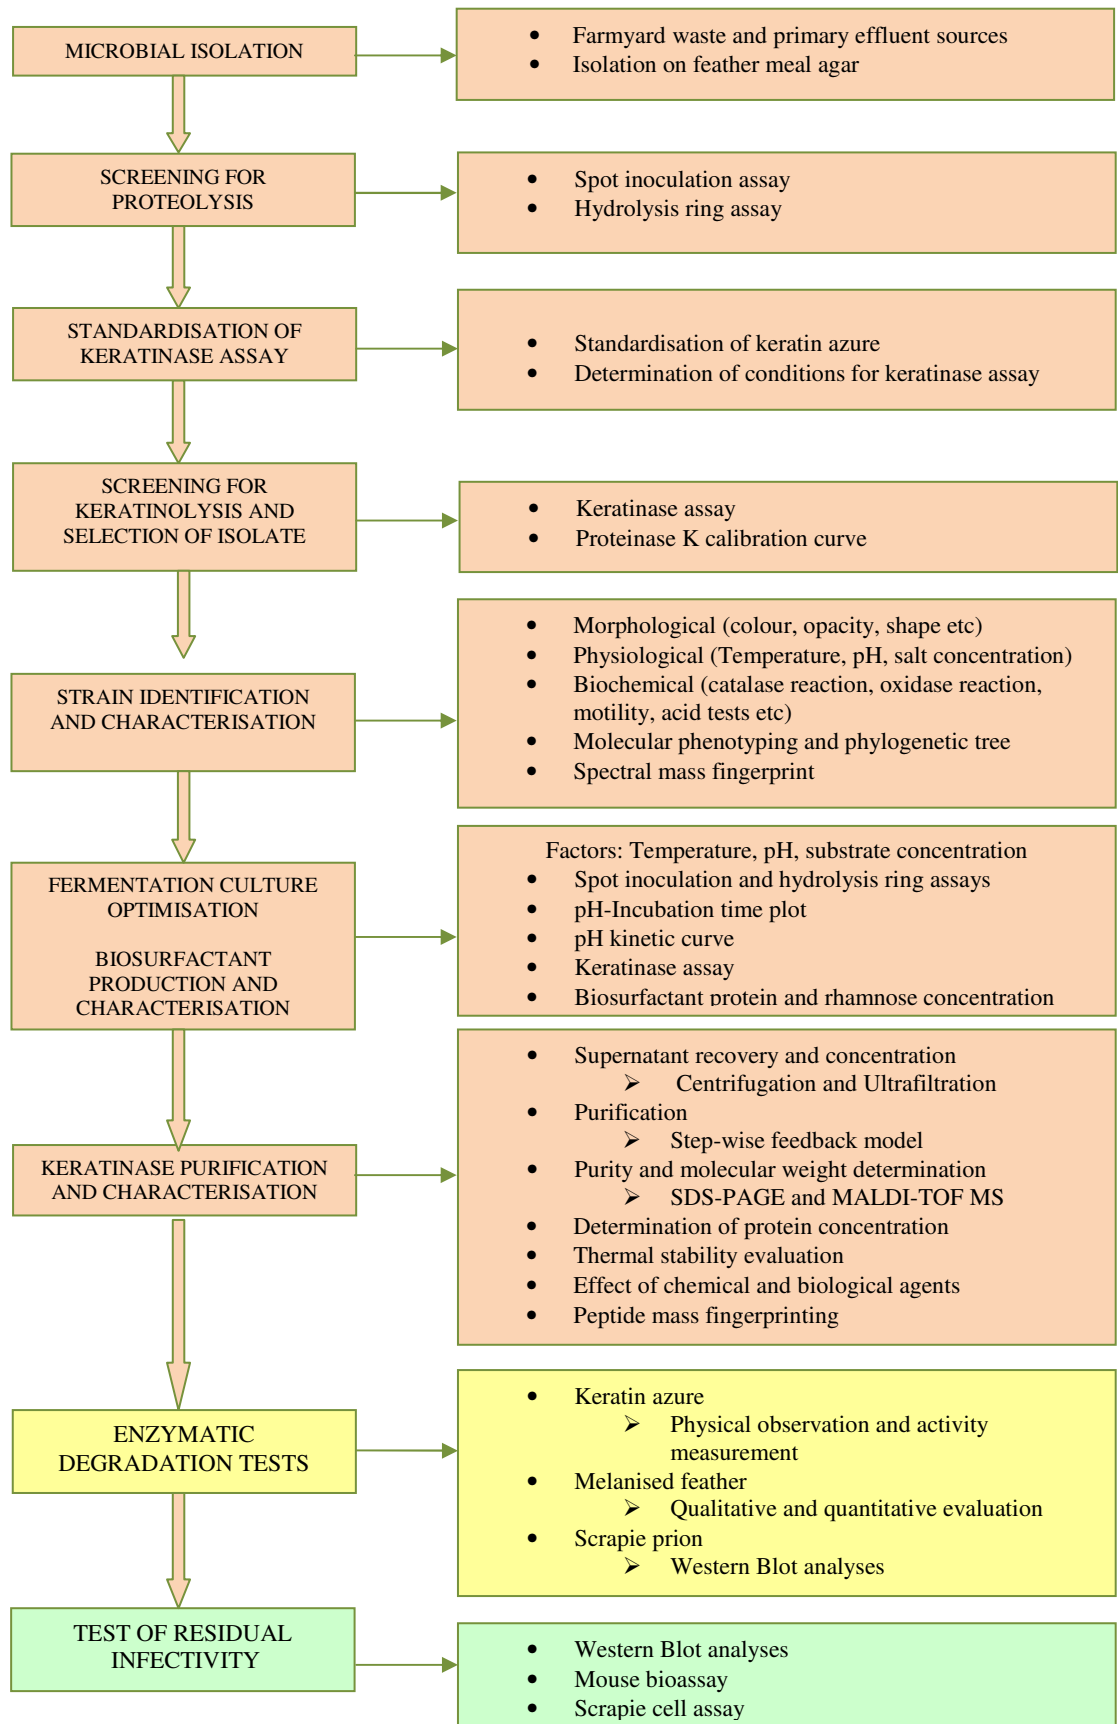 MICROBIAL ISOLATION
• Farmyard waste and primary effluent sources
• Isolation on feather meal agar
SCREENING FOR
PROTEOLYSIS
• Spot inoculation assay
• Hydrolysis ring assay
STANDARDISATION OF
KERATINASE ASSAY
• Standardisation of keratin azure
• Determination of conditions for keratinase assay
SCREENING FOR
KERATINOLYSIS AND
SELECTION OF ISOLATE
• Keratinase assay
• Proteinase K calibration curve
STRAIN IDENTIFICATION
AND CHARACTERISATION
• Morphological (colour, opacity, shape etc)
• Physiological (Temperature, pH, salt concentration)
• Biochemical (catalase reaction, oxidase reaction,
motility, acid tests etc)
• Molecular phenotyping and phylogenetic tree
• Spectral mass fingerprint
FERMENTATION CULTURE
OPTIMISATION
BIOSURFACTANT
PRODUCTION AND
CHARACTERISATION
Factors: Temperature, pH, substrate concentration
• Spot inoculation and hydrolysis ring assays
• pH-Incubation time plot
• pH kinetic curve
• Keratinase assay
• Biosurfactant protein and rhamnose concentration
KERATINASE PURIFICATION
AND CHARACTERISATION
• Supernatant recovery and concentration
➢ Centrifugation and Ultrafiltration
• Purification
➢ Step-wise feedback model
• Purity and molecular weight determination
➢ SDS-PAGE and MALDI-TOF MS
• Determination of protein concentration
• Thermal stability evaluation
• Effect of chemical and biological agents
• Peptide mass fingerprinting
ENZYMATIC
DEGRADATION TESTS
• Keratin azure
➢ Physical observation and activity
measurement
• Melanised feather
➢ Qualitative and quantitative evaluation
• Scrapie prion
➢ Western Blot analyses
TEST OF RESIDUAL
INFECTIVITY
• Western Blot analyses
• Mouse bioassay
• Scrapie cell assay